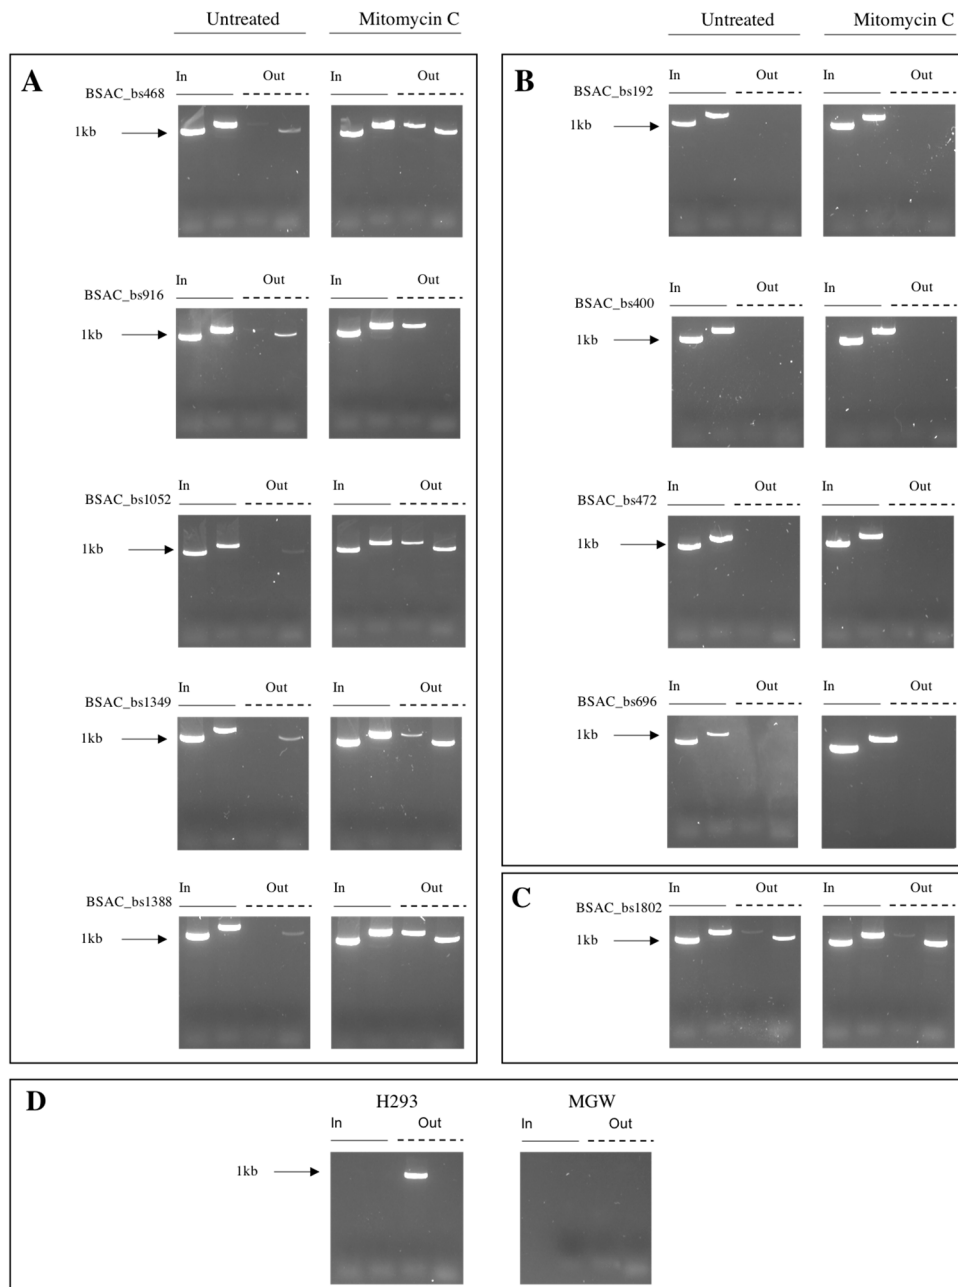 Untreated Mitomycin C Untreated Mitomycin C
A
In Out In Out
BSAC_bs468
1kb
In Out In Out
BSAC_bs916
1kb
In Out In Out
BSAC_bs1052
1kb
In Out In Out
BSAC_bs1349
1kb
In Out In Out
BSAC_bs1388
1kb
B
In Out In Out
BSAC_bs192
1kb
In Out In Out
BSAC_bs400
1kb
In Out In Out
BSAC_bs472
1kb
In Out In Out
BSAC_bs696
1kb
C
In Out In Out
BSAC_bs1802
1kb
D
H293 MGW
In Out In Out
1kb